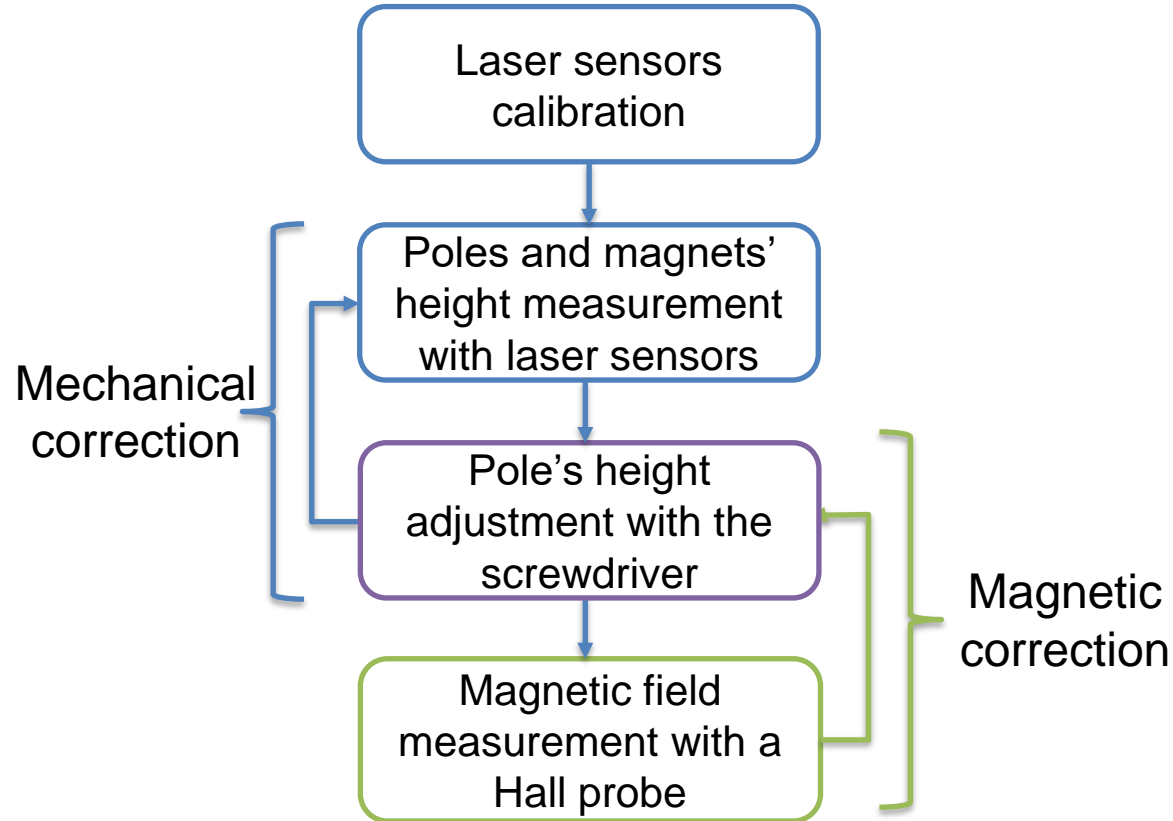 Laser sensors
calibration
Poles and magnets’
height measurement
with laser sensors
Mechanical
correction
Pole’s height
adjustment with the
screwdriver
Magnetic
correction
Magnetic field
measurement with a
Hall probe